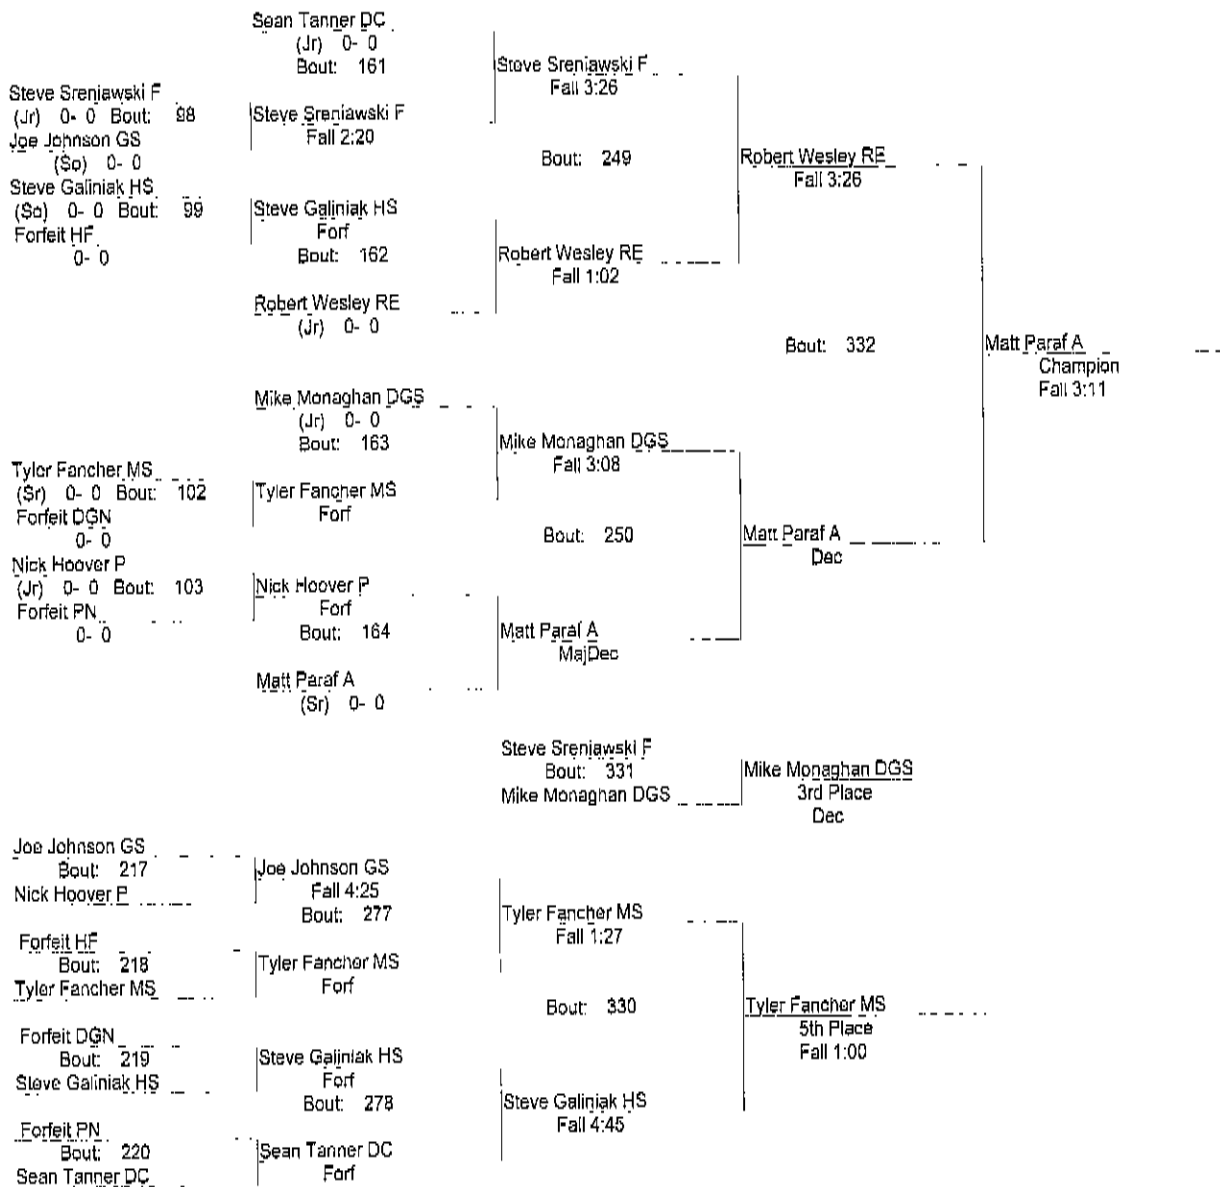 Sean Tanner DC
(Jr) 0- 0
Bout: 161
Steve Sreniawski F
Fall 3:26
Steve Sreniawski F
(Jr) 0- 0 Bout: 98
Joe Johnson GS
(So) 0- 0
Steve Sreniawski F
Fall 2:20
Bout: 249
Robert Wesley RE
Fall 3:26
Steve Galiniak HS
(So) 0- 0 Bout: 99
Forfeit HF
0- 0
Steve Galiniak HS
Forf
Bout: 162
Robert Wesley RE
Fall 1:02
Robert Wesley RE
(Jr) 0- 0
Bout: 332
Matt Paraf A
Champion
Fall 3:11
Mike Monaghan DGS
(Jr) 0- 0
Bout: 163
Mike Monaghan DGS
Fall 3:08
Tyler Fancher MS
(Sr) 0- 0 Bout: 102
Forfeit DGN
0- 0
Tyler Fancher MS
Forf
Bout: 250
Matt Paraf A
Dec
Nick Hoover P
(Jr) 0- 0 Bout: 103
Forfeit PN
0- 0
Nick Hoover P
Forf
Bout: 164
Matt Paraf A
MajDec
Matt Paraf A
(Sr) 0- 0
Steve Sreniawski F
Bout: 331
Mike Monaghan DGS
Mike Monaghan DGS
3rd Place
Dec
Joe Johnson GS
Bout: 217
Nick Hoover P
Joe Johnson GS
Fall 4:25
Bout: 277
Tyler Fancher MS
Fall 1:27
Forfeit HF
Bout: 218
Tyler Fancher MS
Tyler Fancher MS
Forf
Bout: 330
Tyler Fancher MS
5th Place
Fall 1:00
Forfeit DGN
Bout: 219
Steve Galiniak HS
Steve Galiniak HS
Forf
Bout: 278
Steve Galiniak HS
Fall 4:45
Forfeit PN
Bout: 220
Sean Tanner DC
Sean Tanner DC
Forf